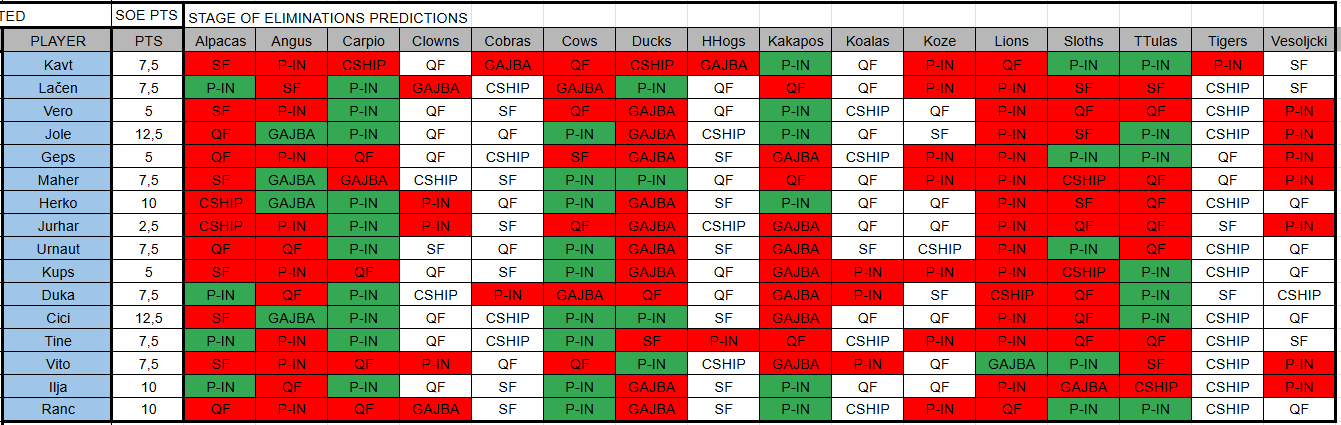 TED SOE PTS STAGE OF ELIMINATIONS PREDICTIONS
PLAYER PTS Alpacas Angus Carpio Clowns Cobras Cows Ducks HHogs Kakapos Koalas Koze Lions Sloths TTulas Tigers Vesoljcki
Kavt 7,5 SF P-IN CSHIP QF GAJBA QF CSHIP GAJBA P-IN QF P-IN QF P-IN P-IN P-IN SF
Lačen 7,5 P-IN SF P-IN GAJBA CSHIP GAJBA P-IN QF QF QF P-IN P-IN SF SF CSHIP SF
Vero 5 SF P-IN P-IN QF SF QF GAJBA QF P-IN CSHIP QF P-IN QF QF CSHIP P-IN
Jole 12,5 QF GAJBA P-IN QF QF P-IN GAJBA CSHIP P-IN QF SF P-IN SF P-IN CSHIP P-IN
Geps 5 QF P-IN QF QF CSHIP SF GAJBA SF GAJBA CSHIP P-IN P-IN P-IN P-IN QF P-IN
Maher 7,5 SF GAJBA GAJBA CSHIP SF P-IN P-IN QF QF QF P-IN P-IN CSHIP QF SF P-IN
Herko 10 CSHIP GAJBA P-IN P-IN QF P-IN GAJBA SF P-IN QF QF P-IN SF QF CSHIP SF
Jurhar 2,5 CSHIP P-IN P-IN P-IN SF QF GAJBA CSHIP GAJBA QF QF P-IN QF QF SF P-IN
Urnaut 7,5 QF QF P-IN SF QF P-IN GAJBA SF GAJBA SF CSHIP P-IN P-IN QF CSHIP QF
Kups 5 SF P-IN QF QF SF P-IN GAJBA QF GAJBA P-IN P-IN P-IN CSHIP P-IN CSHIP QF
Duka 7,5 P-IN QF P-IN CSHIP P-IN GAJBA QF QF GAJBA P-IN SF CSHIP QF P-IN SF CSHIP
Cici 12,5 SF GAJBA P-IN QF CSHIP P-IN P-IN SF GAJBA QF QF P-IN QF P-IN CSHIP QF
Tine 7,5 P-IN P-IN P-IN QF CSHIP P-IN SF P-IN QF CSHIP P-IN P-IN QF QF CSHIP SF
Vito 7,5 SF P-IN QF P-IN QF QF P-IN CSHIP GAJBA P-IN QF GAJBA P-IN SF CSHIP P-IN
Ilja 10 P-IN QF P-IN QF SF P-IN GAJBA SF P-IN QF QF P-IN GAJBA CSHIP CSHIP P-IN
Ranc 10 QF P-IN QF GAJBA SF P-IN GAJBA SF P-IN CSHIP P-IN QF P-IN P-IN CSHIP QF